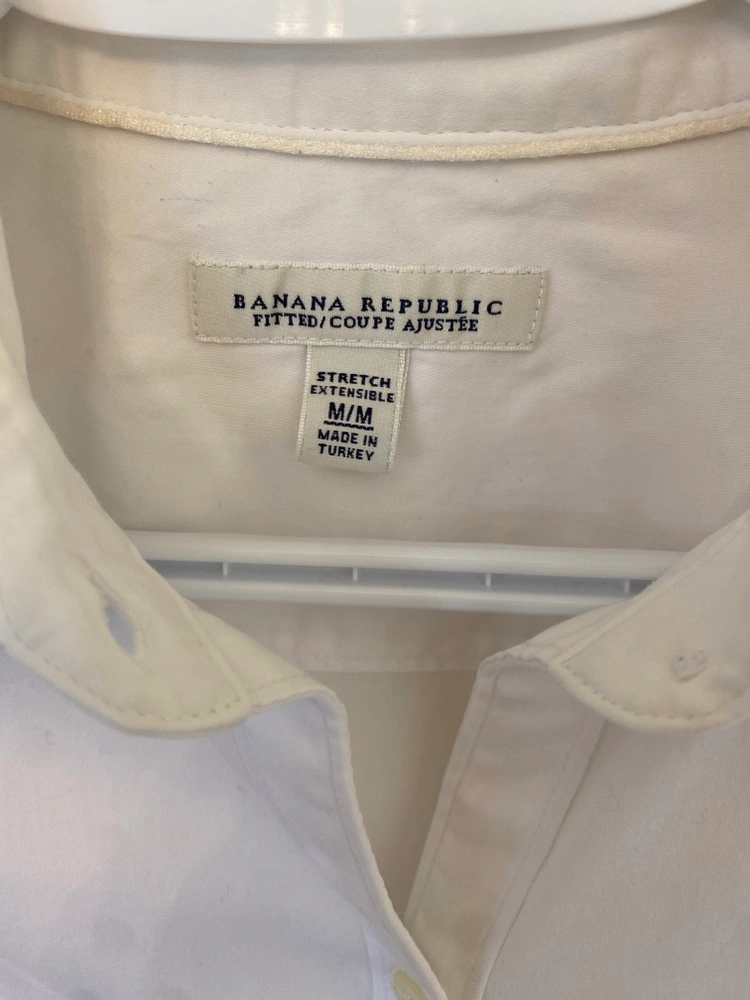 BANANA REPUBLIC
FITTED/COUPE AJUSTÉE
STRETCH
EXTENSIBLE
M/M
MADE IN
TURKEY